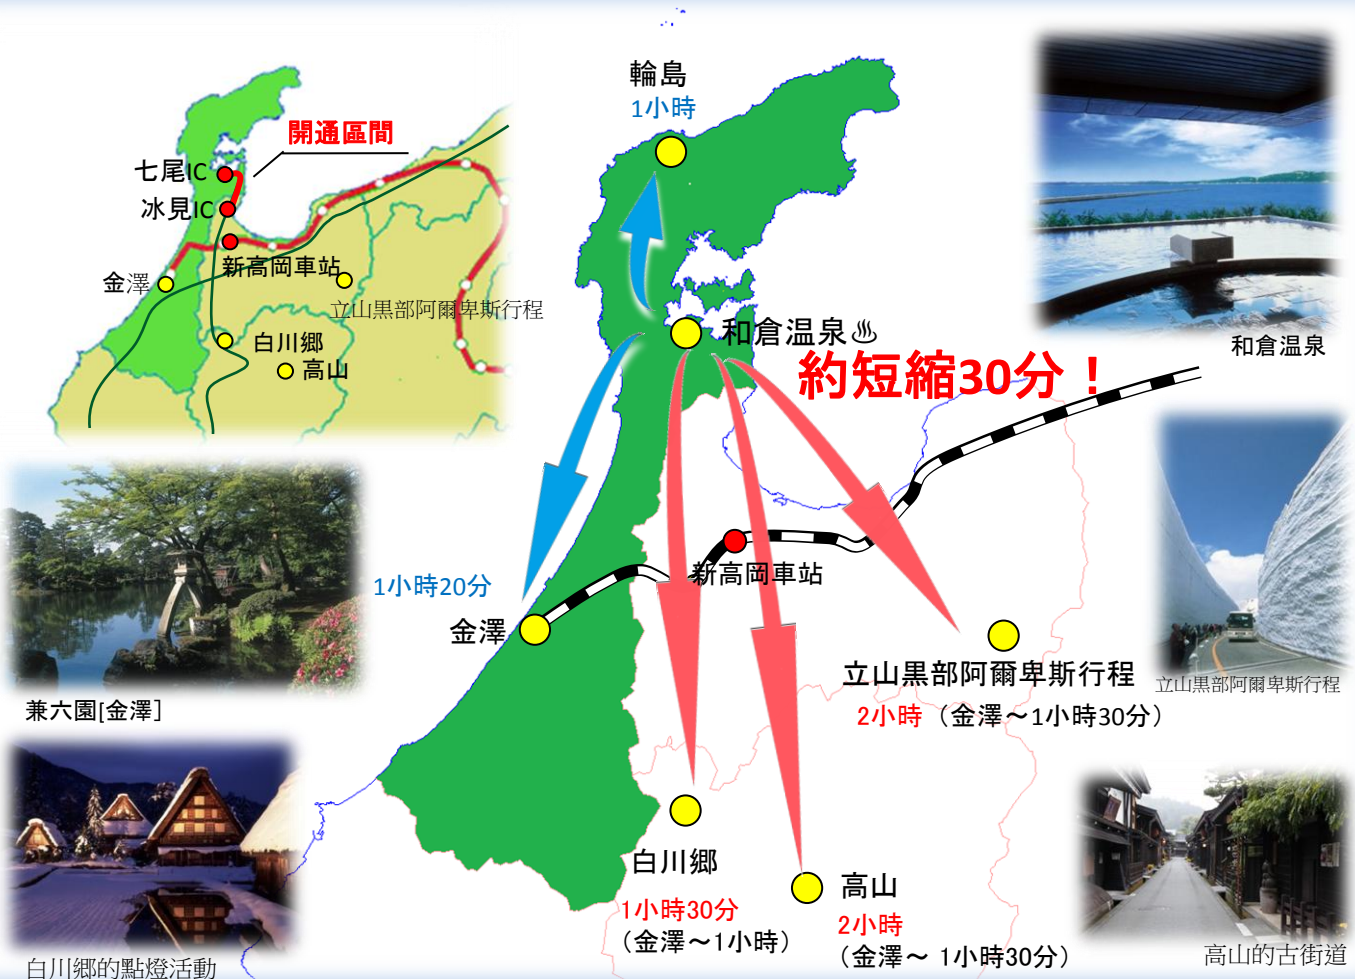 開通區間
七尾IC
冰見IC
新高岡車站
金澤
立山黒部阿爾卑斯行程
白川郷
高山
輪島
1小時
和倉温泉♨
約短縮30分！
和倉温泉
新高岡車站
1小時20分
金澤
立山黒部阿爾卑斯行程
2小時（金澤～1小時30分）
立山黒部阿爾卑斯行程
兼六園[金澤]
白川郷
1小時30分
（金澤～1小時）
高山
2小時
（金澤～ 1小時30分）
白川郷的點燈活動
高山的古街道